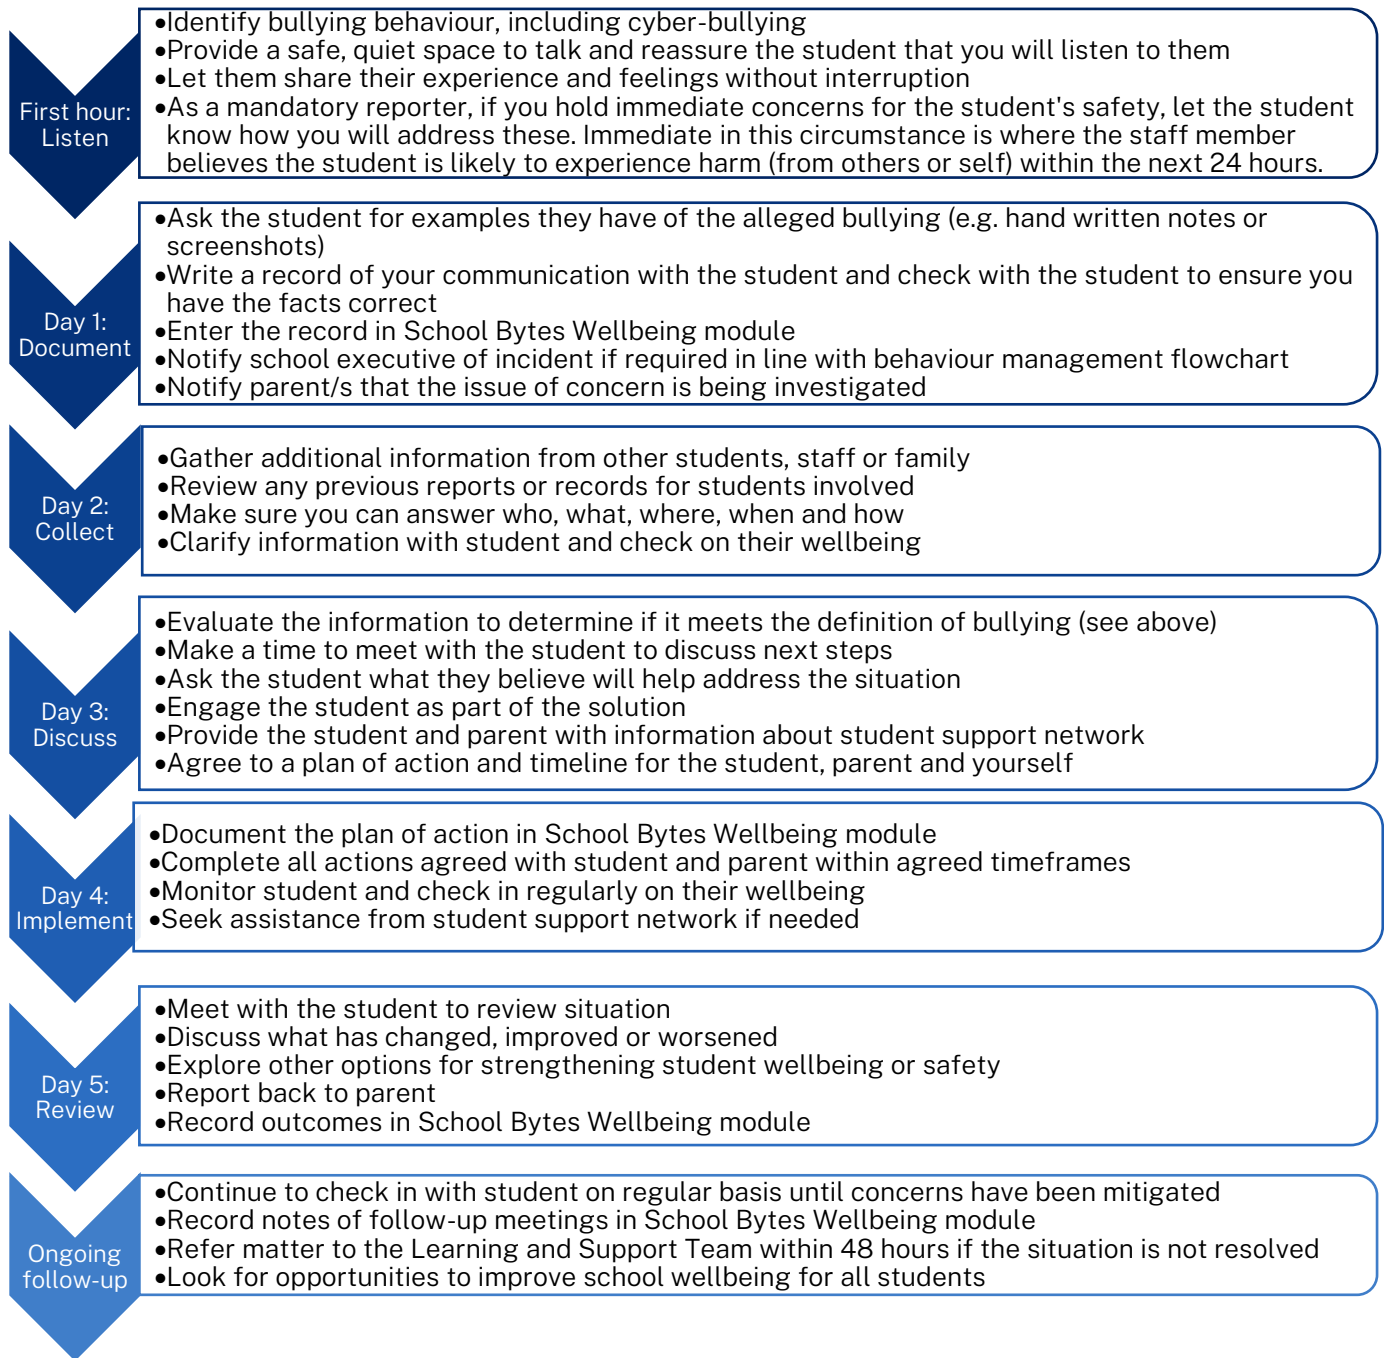 First hour:
Listen
•Identify bullying behaviour, including cyber-bullying
•Provide a safe, quiet space to talk and reassure the student that you will listen to them
•Let them share their experience and feelings without interruption
•As a mandatory reporter, if you hold immediate concerns for the student's safety, let the student
know how you will address these. Immediate in this circumstance is where the staff member
believes the student is likely to experience harm (from others or self) within the next 24 hours.
Day 1:
Document
•Ask the student for examples they have of the alleged bullying (e.g. hand written notes or
screenshots)
•Write a record of your communication with the student and check with the student to ensure you
have the facts correct
•Enter the record in School Bytes Wellbeing module
•Notify school executive of incident if required in line with behaviour management flowchart
•Notify parent/s that the issue of concern is being investigated
Day 2:
Collect
•Gather additional information from other students, staff or family
•Review any previous reports or records for students involved
•Make sure you can answer who, what, where, when and how
•Clarify information with student and check on their wellbeing
Day 3:
Discuss
•Evaluate the information to determine if it meets the definition of bullying (see above)
•Make a time to meet with the student to discuss next steps
•Ask the student what they believe will help address the situation
•Engage the student as part of the solution
•Provide the student and parent with information about student support network
•Agree to a plan of action and timeline for the student, parent and yourself
Day 4:
Implement
•Document the plan of action in School Bytes Wellbeing module
•Complete all actions agreed with student and parent within agreed timeframes
•Monitor student and check in regularly on their wellbeing
•Seek assistance from student support network if needed
Day 5:
Review
•Meet with the student to review situation
•Discuss what has changed, improved or worsened
•Explore other options for strengthening student wellbeing or safety
•Report back to parent
•Record outcomes in School Bytes Wellbeing module
Ongoing
follow-up
•Continue to check in with student on regular basis until concerns have been mitigated
•Record notes of follow-up meetings in School Bytes Wellbeing module
•Refer matter to the Learning and Support Team within 48 hours if the situation is not resolved
•Look for opportunities to improve school wellbeing for all students